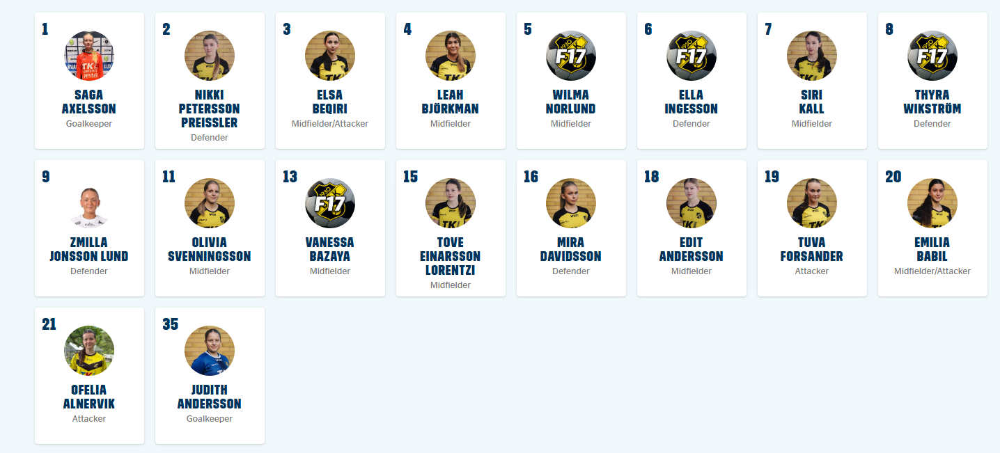 1
SAGA
AXELSSON
Goalkeeper
2
NIKKI
PETERSSON
PREISSLER
Defender
3
ELSA
BEQIRI
Midfielder/Attacker
4
LEAH
BJÖRKMAN
Midfielder
5
1930
F17
WILMA
NORLUND
Midfielder
6
1930
F17
ELLA
INGESSON
Defender
7
SIRI
KALL
Midfielder
8
1930
F17
THYRA
WIKSTRÖM
Defender
9
ZMILLA
JONSSON LUND
Defender
11
OLIVIA
SVENNINGSSON
Midfielder
13
1930
F17
VANESSA
BAZAYA
Midfielder
15
TOVE
EINARSSON
LORENTZI
Midfielder
16
MIRA
DAVIDSSON
Defender
18
EDIT
ANDERSSON
Midfielder
19
TUVA
FORSANDER
Attacker
20
EMILIA
BABIL
Midfielder/Attacker
21
OFELIA
ALNERVIK
Attacker
35
JUDITH
ANDERSSON
Goalkeeper